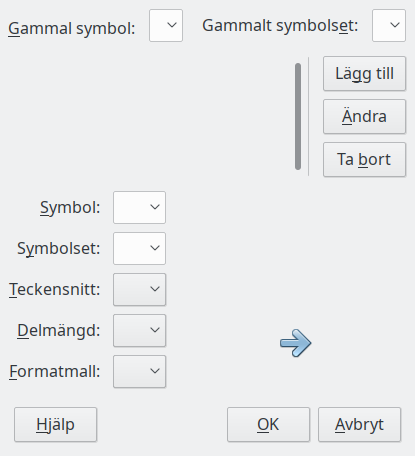 Gammal symbol: Gammalt symbolset:
Lägg till
Ändra
Ta bort
Symbol:
Symbolset:
Teckensnitt:
Delmängd:
Formatmall:
Hjälp OK Avbryt